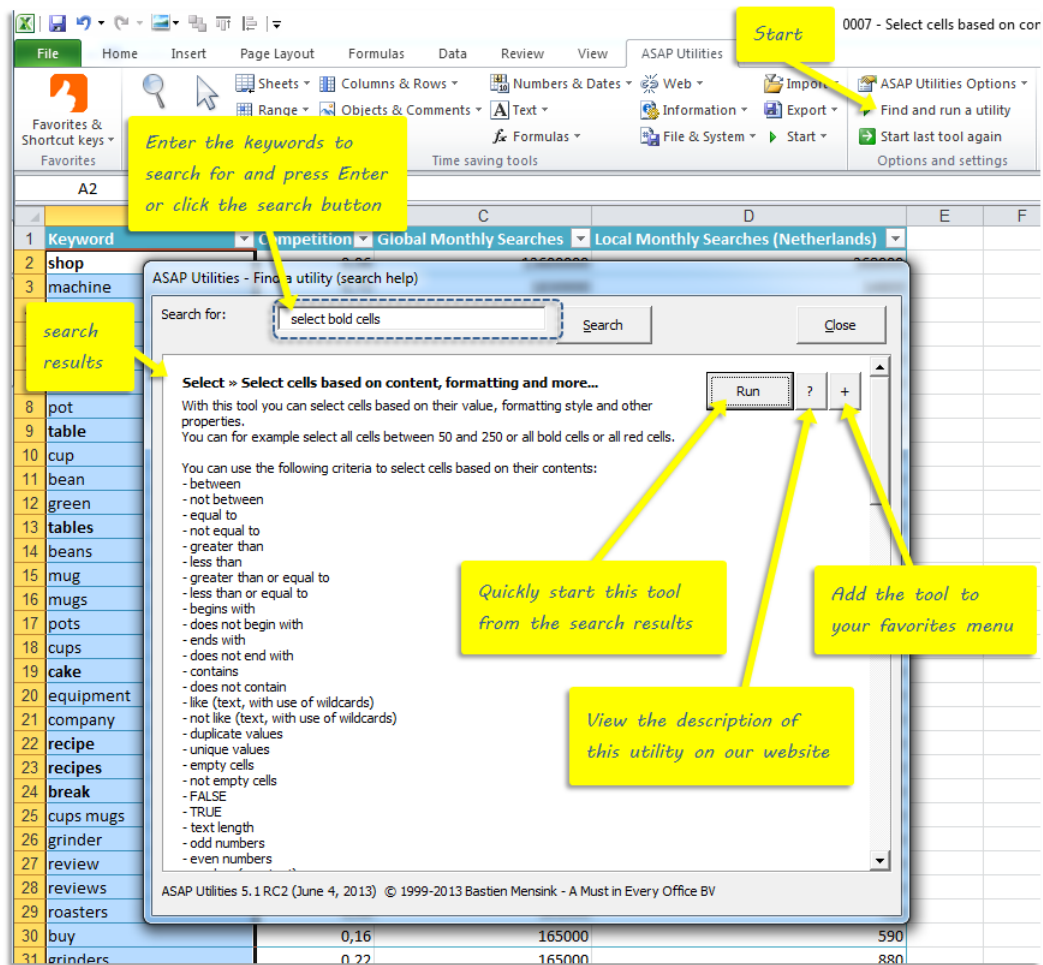 0007 - Select cells based on con
Start
File Home Insert Page Layout Formulas Data Review View ASAP Utilities
Sheets Columns & Rows Numbers & Dates Web Import ASAP Utilities Options
Range Objects & Comments Text Information Export Find and run a utility
Favorites &
Shortcut keys
Formulas File & System Start Start last tool again
Favorites Time saving tools Options and settings
Enter the keywords to
search for and press Enter
or click the search button
A2
C D E F
1 Keyword Competition Global Monthly Searches Local Monthly Searches (Netherlands)
2 shop
3 machine
ASAP Utilities - Find a utility (search help)
Search for: select bold cells Search Close
search
results
Select » Select cells based on content, formatting and more...
Run ? +
With this tool you can select cells based on their value, formatting style and other
properties.
You can for example select all cells between 50 and 250 or all bold cells or all red cells.
You can use the following criteria to select cells based on their contents:
- between
- not between
- equal to
- not equal to
- greater than
- less than
- greater than or equal to
- less than or equal to
- begins with
- does not begin with
- ends with
- does not end with
- contains
- does not contain
- like (text, with use of wildcards)
- not like (text, with use of wildcards)
- duplicate values
- unique values
- empty cells
- not empty cells
- FALSE
- TRUE
- text length
- odd numbers
- even numbers
Quickly start this tool
from the search results
Add the tool to
your favorites menu
View the description of
this utility on our website
ASAP Utilities 5.1 RC2 (June 4, 2013) © 1999-2013 Bastien Mensink - A Must in Every Office BV
8 pot
9 table
10 cup
11 bean
12 green
13 tables
14 beans
15 mug
16 mugs
17 pots
18 cups
19 cake
20 equipment
21 company
22 recipe
23 recipes
24 break
25 cups mugs
26 grinder
27 review
28 reviews
29 roasters
30 buy 0,16 165000 590
31 grinders 0,22 165000 880